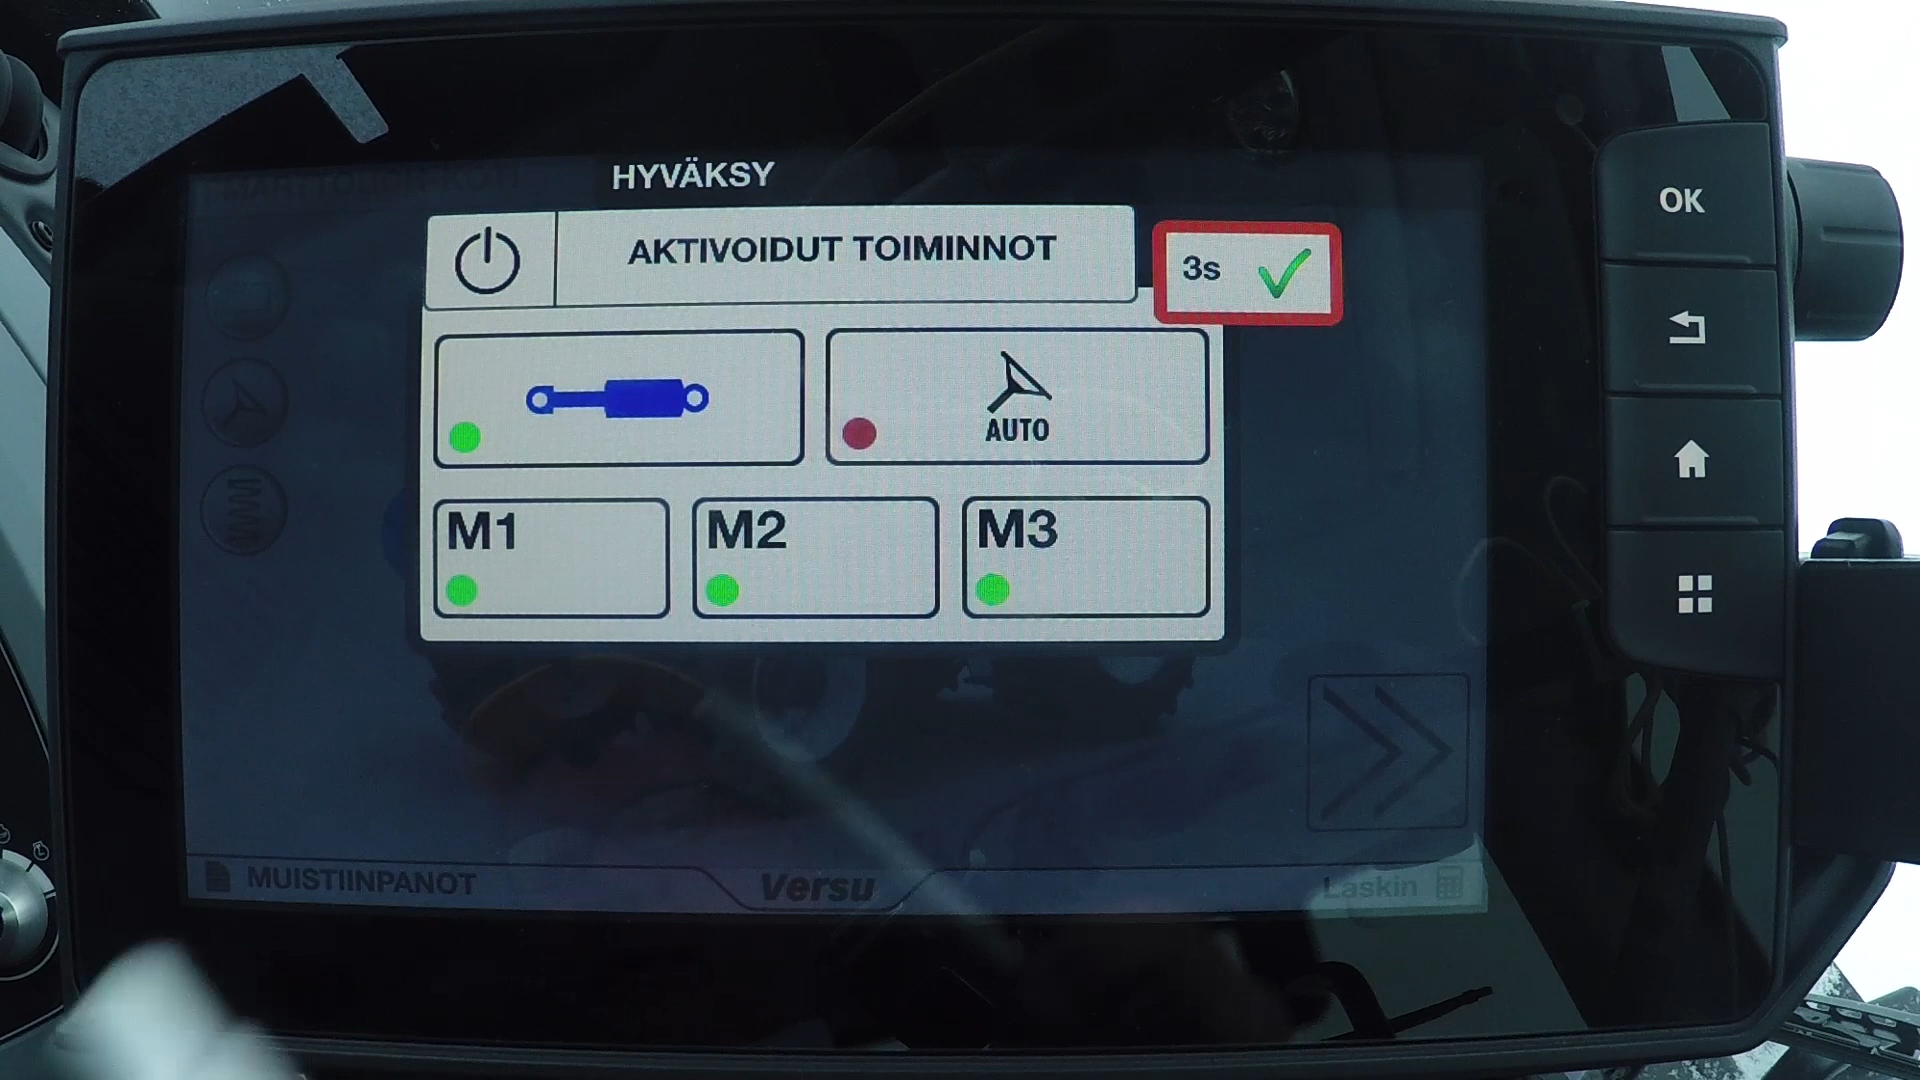 HYVÄKSY
AKTIVOIDUT TOIMINNOT
3s
AUTO
M1
M2
M3
MUISTIINPANOT
Versu
Laskin
OK